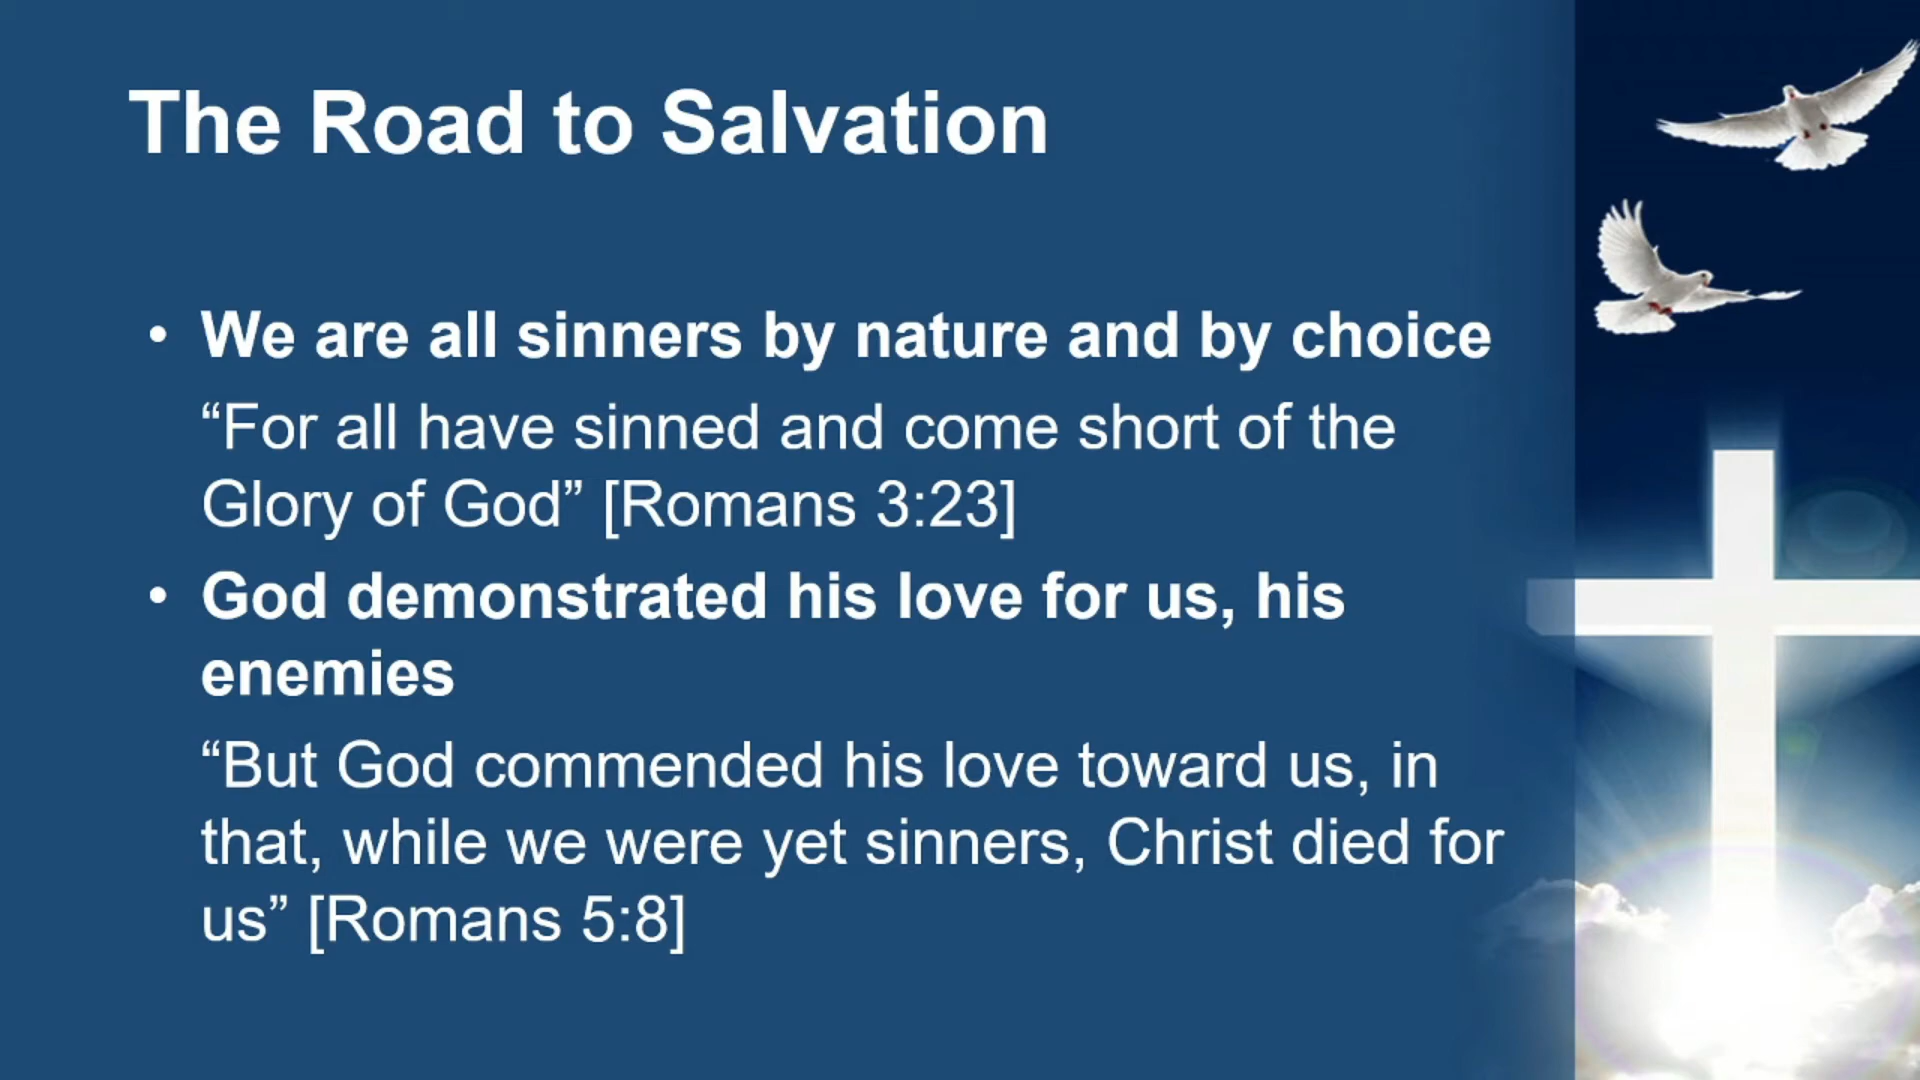 The Road to Salvation
• We are all sinners by nature and by choice
“For all have sinned and come short of the
Glory of God” [Romans 3:23]
• God demonstrated his love for us, his
enemies
“But God commended his love toward us, in
that, while we were yet sinners, Christ died for
us” [Romans 5:8]